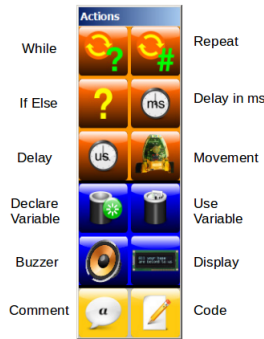 Actions
While
Repeat
?
#
If Else
?
ms
Delay in ms
Delay
us.
Movement
Declare
Variable
Use
Variable
Buzzer
Display
Comment
a
Code